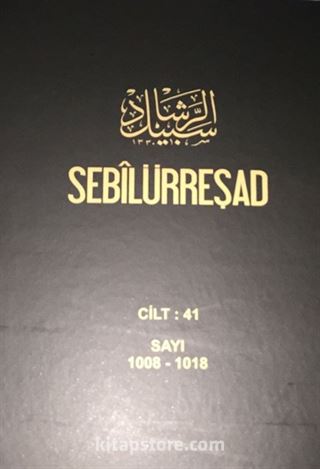 سبيل الرشاد
١٣٣٠
SEBÎLÜRREŞAD
CİLT : 41
SAYI
1008 - 1018
kitapstore.com